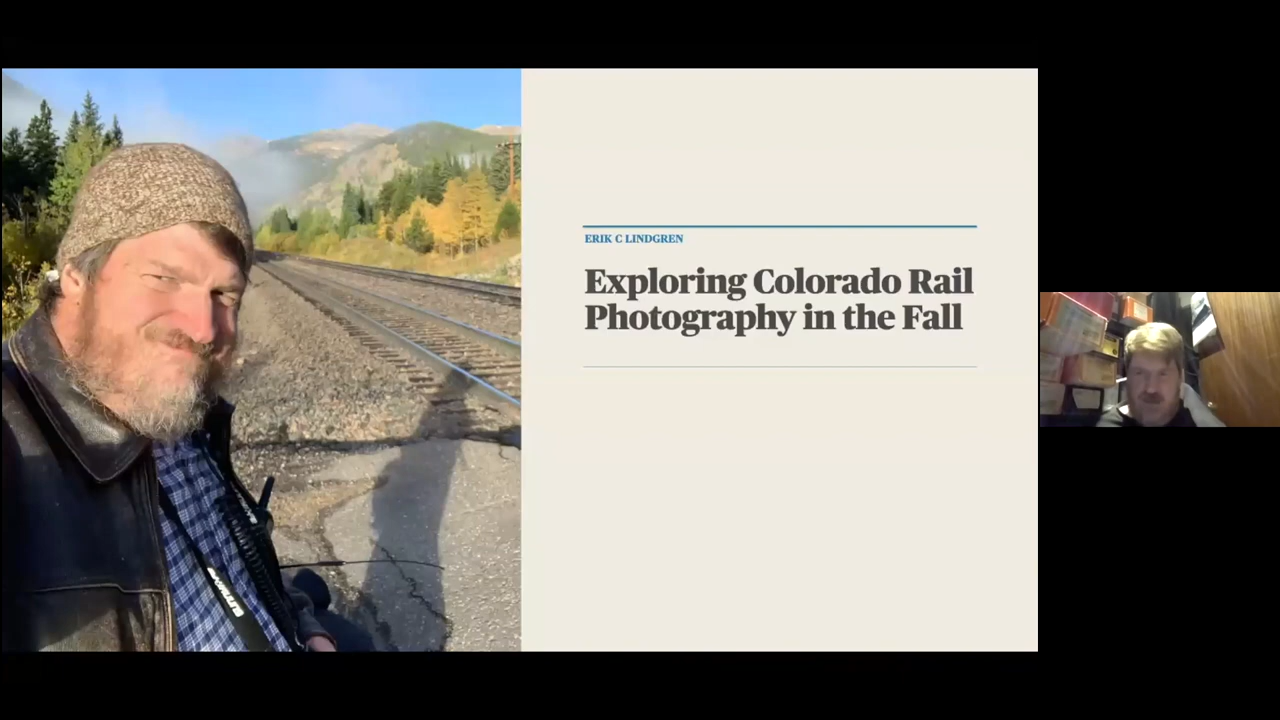 ERIK C LINDGREN
Exploring Colorado Rail
Photography in the Fall